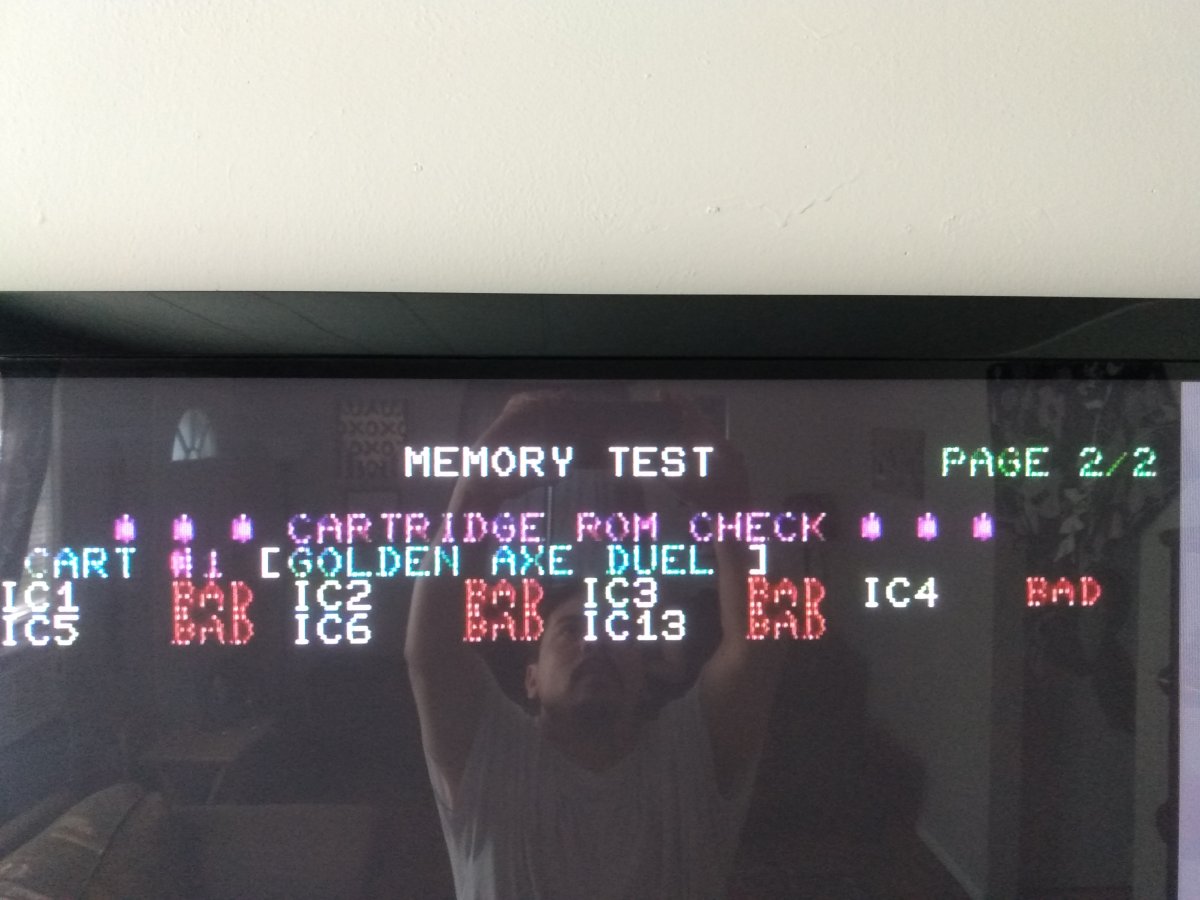 MEMORY TEST PAGE 2/2
* * * CARTRIDGE ROM CHECK * * *
CART #1 [GOLDEN AXE DUEL ]
IC1 BAD IC2 BAD IC3 BAD IC4 BAD
IC5 BAD IC6 BAD IC13 BAD